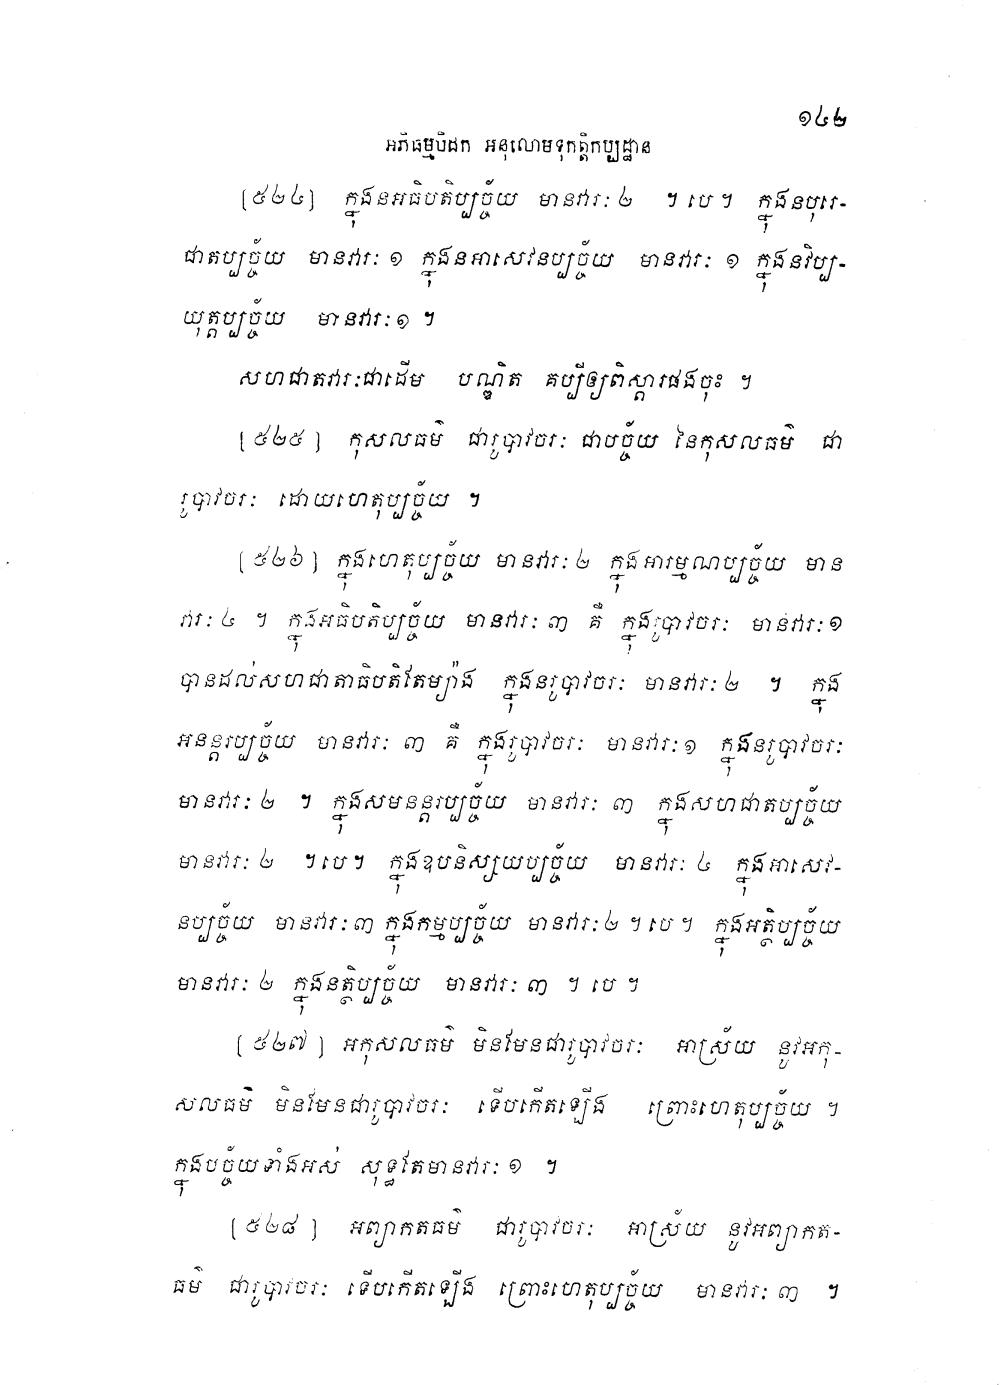 ១៤២
អភិធម្មបិដក អនុលោមទុកត្តិកប្បដ្ឋាន
[៥២៤] ក្នុងនអធិបតិប្បច្ច័យ មានវារៈ ២ ។ បេ ។ ក្នុងនបុរេ-
ជាតប្បច្ច័យ មានវារៈ ១ ក្នុងនអាសេវនប្បច្ច័យ មានវារៈ ១ ក្នុងនវិប្ប-
យុត្តប្បច្ច័យ មានវារៈ ១ ។
សហជាតវារៈជាដើម បណ្ឌិត គប្បីឲ្យពិស្តារផងចុះ ។
[៥២៥] កុសលធម៌ ជារូបាវចរៈ ជាបច្ច័យ នៃកុសលធម៌ ជា
រូបាវចរៈ ដោយហេតុប្បច្ច័យ ។
[៥២៦] ក្នុងហេតុប្បច្ច័យ មានវារៈ ២ ក្នុងអារម្មណប្បច្ច័យ មាន
វារៈ ៤ ។ ក្នុងអធិបតិប្បច្ច័យ មានវារៈ ៣ គឺ ក្នុងរូបាវចរៈ មានវារៈ ១
បានដល់សហជាតាធិបតិតែម្យ៉ាង ក្នុងនរូបាវចរៈ មានវារៈ ២ ។ ក្នុង
អនន្តរប្បច្ច័យ មានវារៈ ៣ គឺ ក្នុងរូបាវចរៈ មានវារៈ ១ ក្នុងនរូបាវចរៈ
មានវារៈ ២ ។ ក្នុងសមនន្តរប្បច្ច័យ មានវារៈ ៣ ក្នុងសហជាតប្បច្ច័យ
មានវារៈ ២ ។ បេ ។ ក្នុងឧបនិស្សយប្បច្ច័យ មានវារៈ ៤ ក្នុងអាសេវ-
នប្បច្ច័យ មានវារៈ ៣ ក្នុងកម្មប្បច្ច័យ មានវារៈ ២ ។ បេ ។ ក្នុងអត្ថិប្បច្ច័យ
មានវារៈ ២ ក្នុងនត្ថិប្បច្ច័យ មានវារៈ ៣ ។ បេ ។
[៥២៧] អកុសលធម៌ មិនមែនជារូបាវចរៈ អាស្រ័យ នូវអកុ-
សលធម៌ មិនមែនជារូបាវចរៈ ទើបកើតឡើង ព្រោះហេតុប្បច្ច័យ ។
ក្នុងបច្ច័យទាំងអស់ សុទ្ធតែមានវារៈ ១ ។
[៥២៨] អព្យាកតធម៌ ជារូបាវចរៈ អាស្រ័យ នូវអព្យាកត-
ធម៌ ជារូបាវចរៈ ទើបកើតឡើង ព្រោះហេតុប្បច្ច័យ មានវារៈ ៣ ។